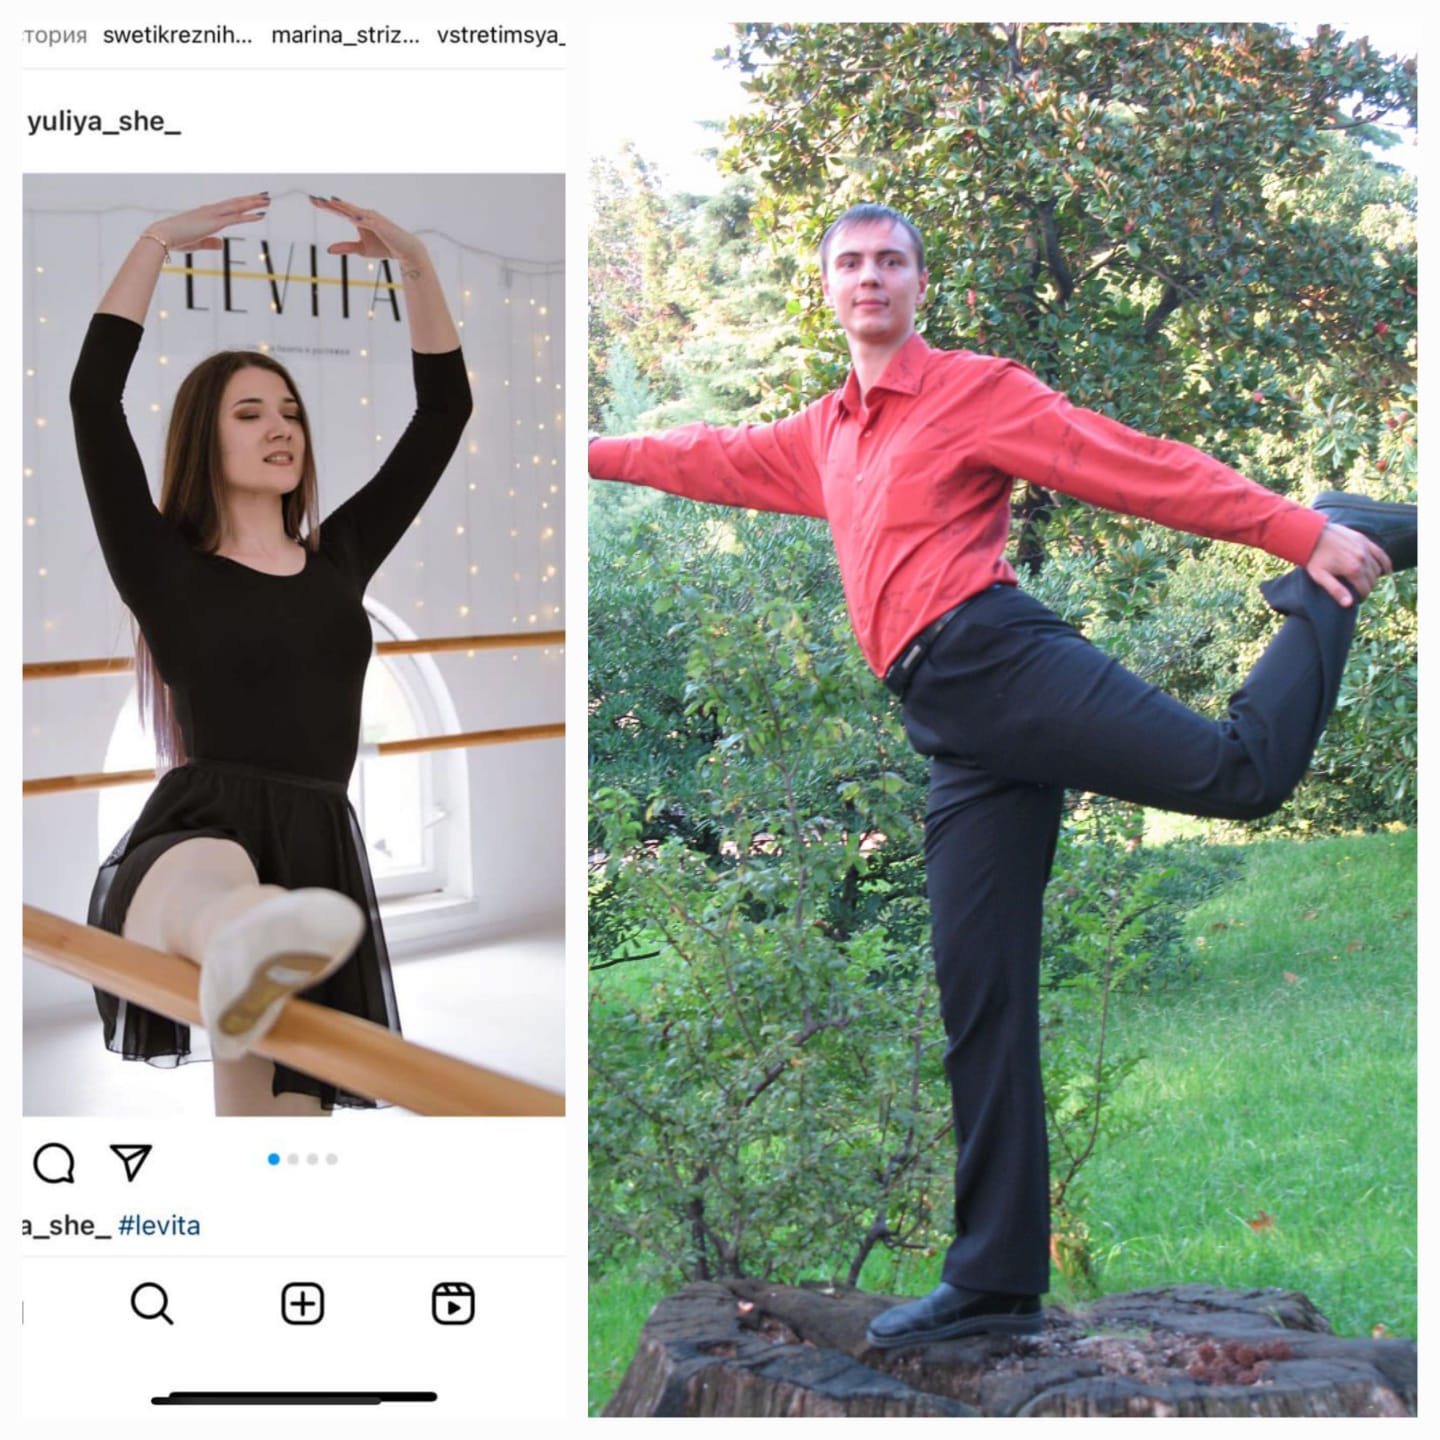 тория swetikreznih... marina_striz... vstretimsya_
yuliya_she_
LEVITA
a_she_ #levita